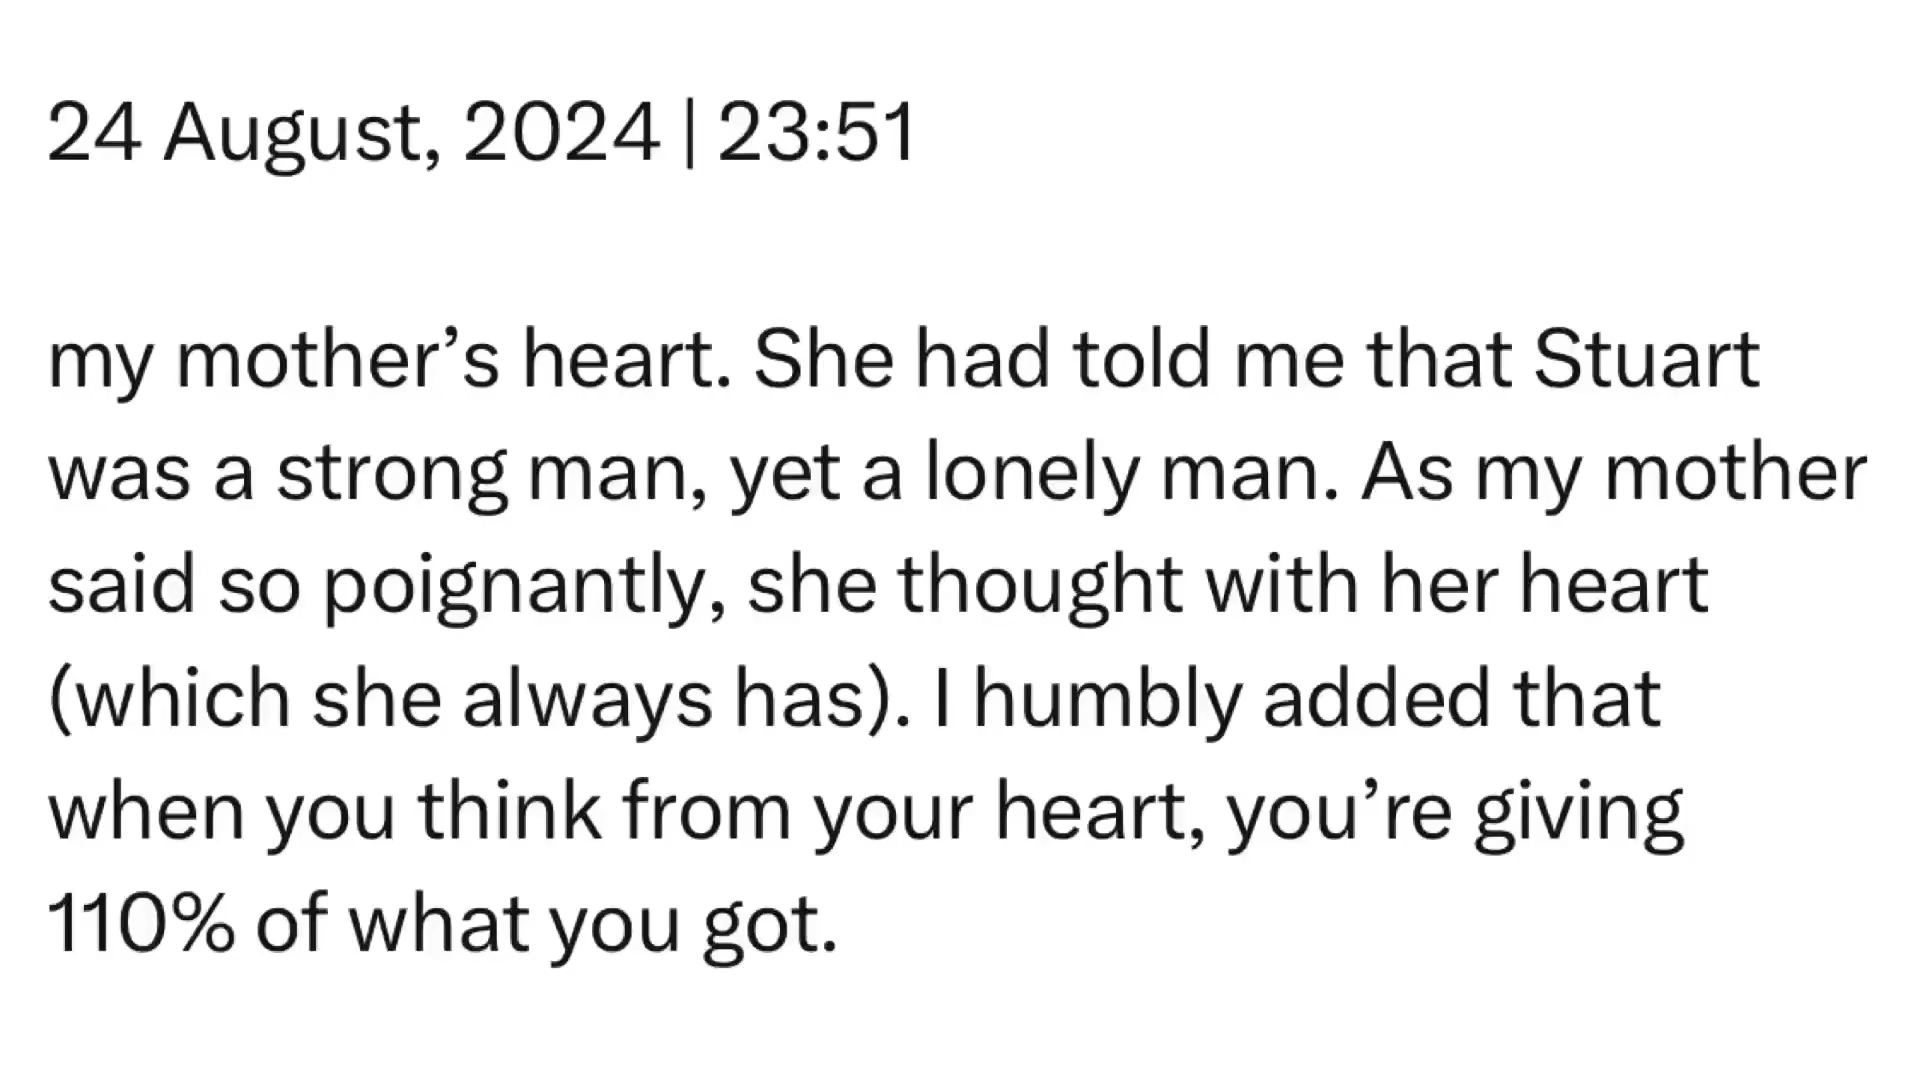 24 August, 2024 | 23:51
my mother’s heart. She had told me that Stuart
was a strong man, yet a lonely man. As my mother
said so poignantly, she thought with her heart
(which she always has). I humbly added that
when you think from your heart, you’re giving
110% of what you got.